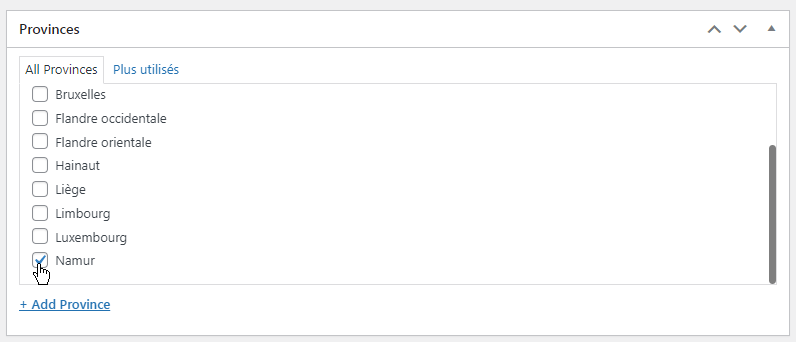 Provinces
All Provinces
Plus utilisés
Bruxelles
Flandre occidentale
Flandre orientale
Hainaut
Liège
Limbourg
Luxembourg
Namur
+ Add Province